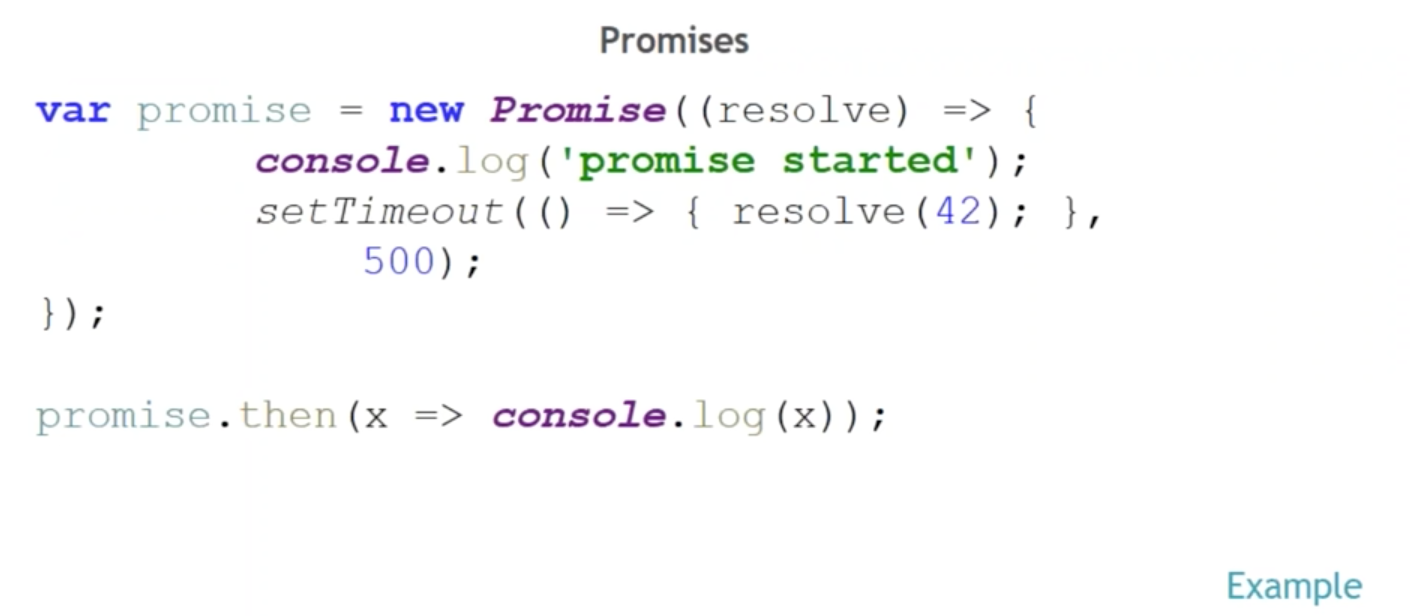 Promises
var promise = new Promise((resolve) => {
console.log('promise started');
setTimeout(() => { resolve(42); },
500);
});
promise.then(x => console.log(x));
Example